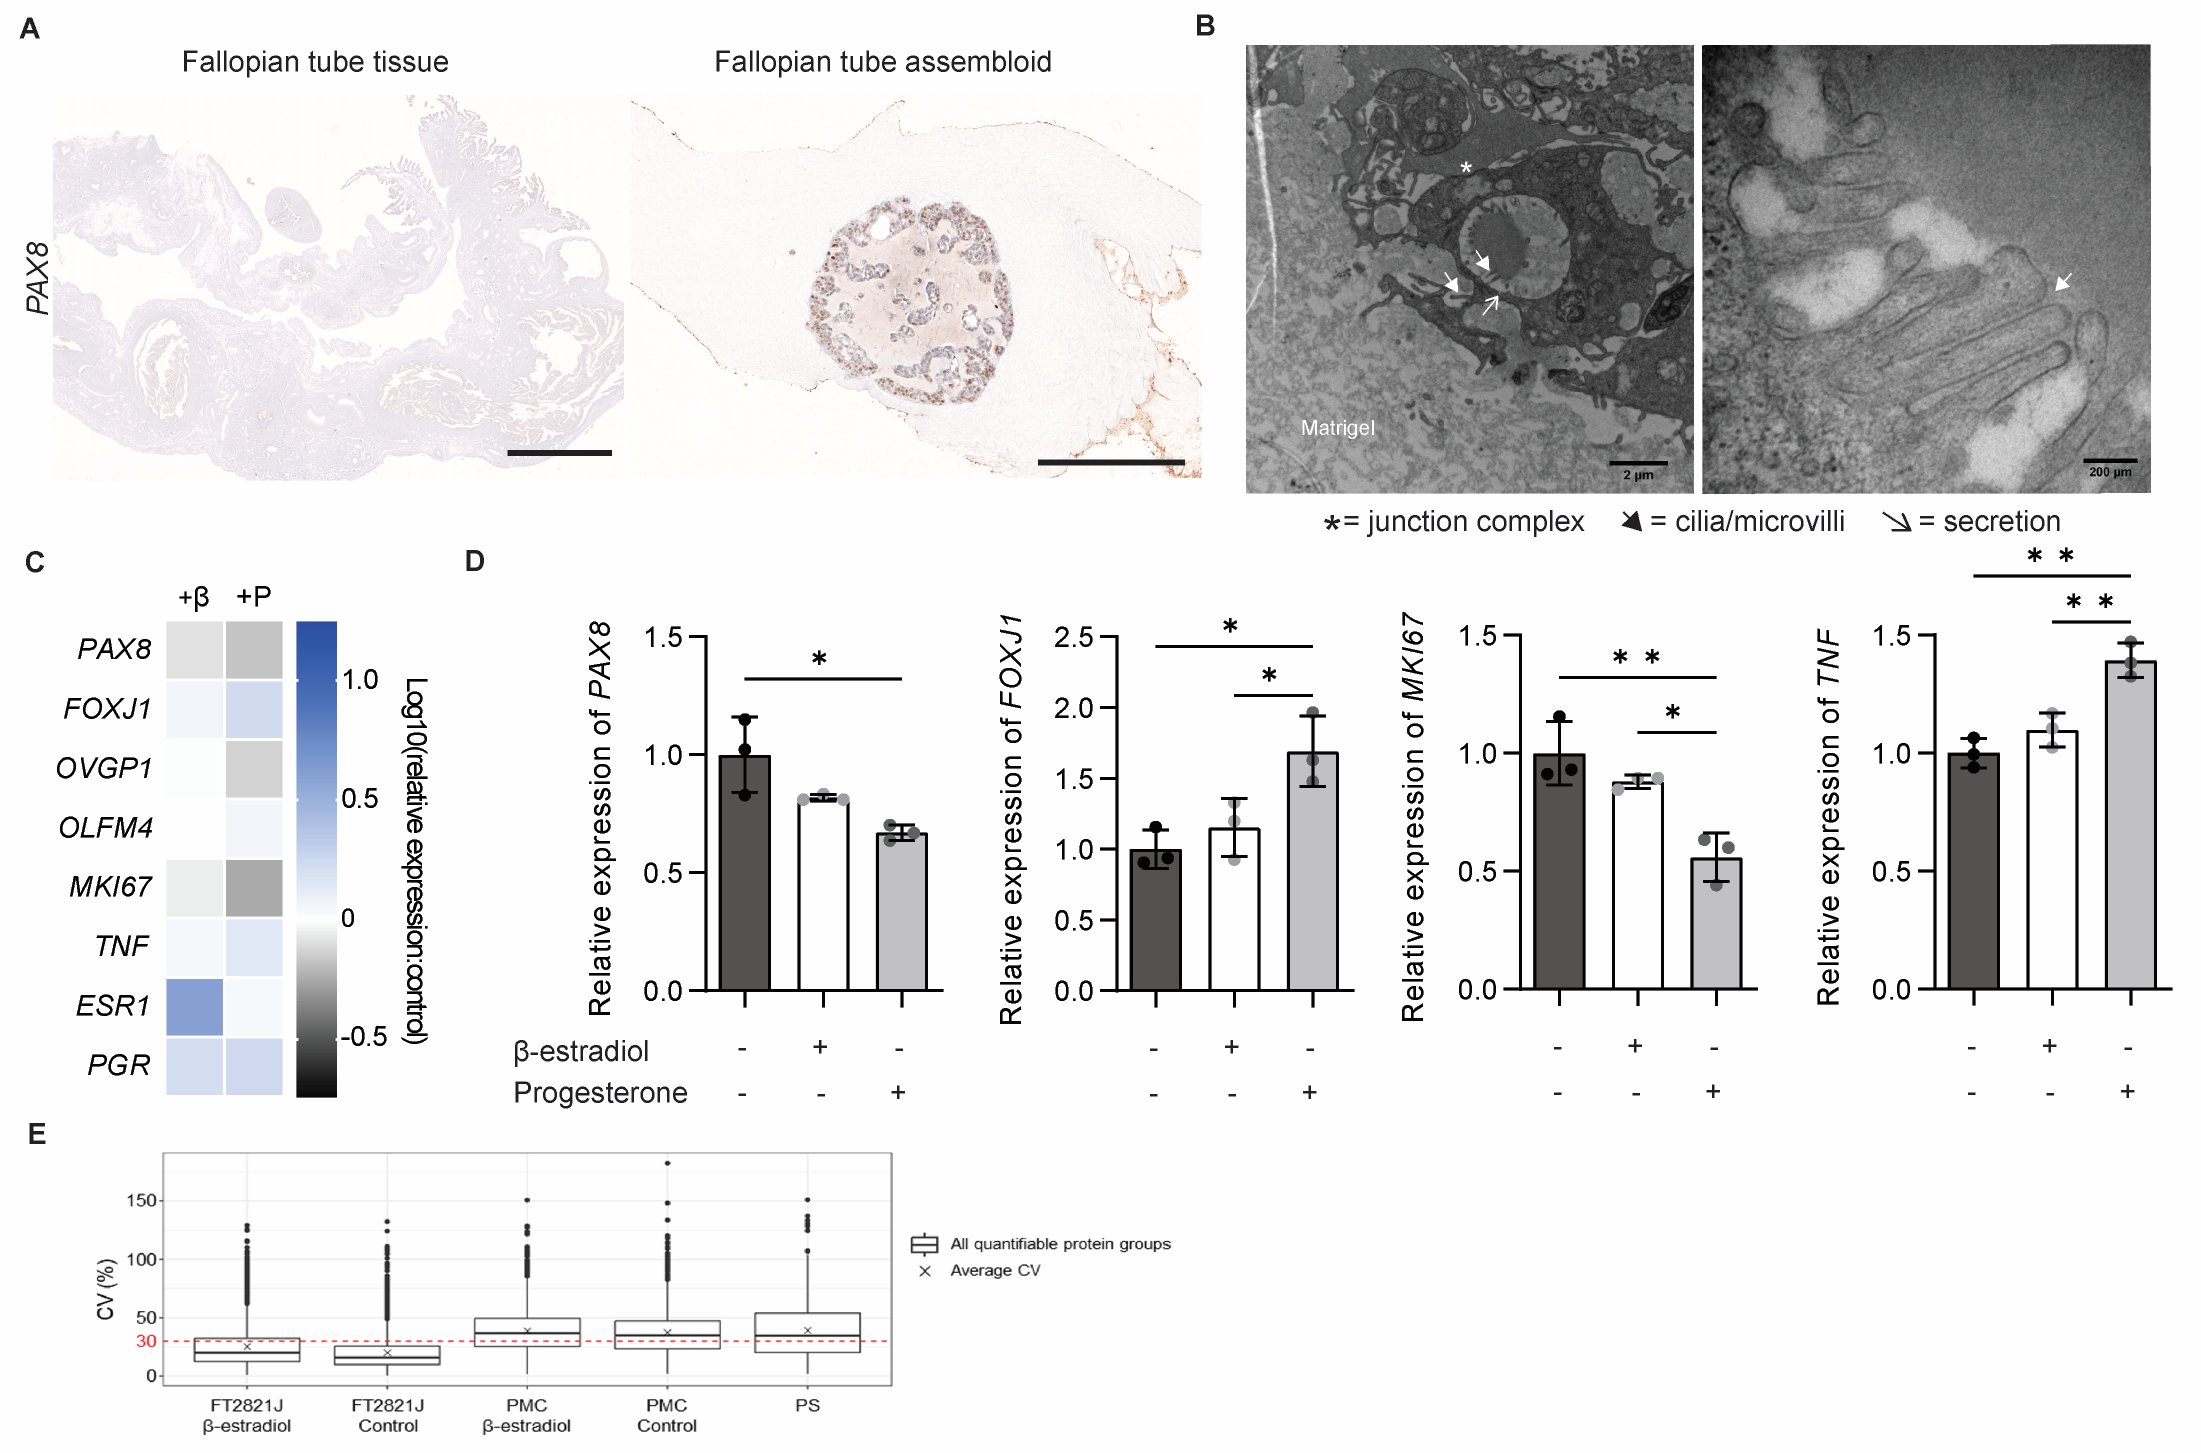 A
Fallopian tube tissue
Fallopian tube assembloid
PAX8
B
*
Matrigel
2 µm
200 µm
*= junction complex
= cilia/microvilli
= secretion
C
+β +P
PAX8
FOXJ1
OVGP1
OLFM4
MKI67
TNF
ESR1
PGR
1.0
0.5
0
-0.5
Log10(relative expression:control)
D
Relative expression of PAX8
1.5
1.0
0.5
0.0
*
Relative expression of FOXJ1
2.5
2.0
1.5
1.0
0.5
0.0
*
*
Relative expression of MKI67
1.5
1.0
0.5
0.0
* *
*
Relative expression of TNF
1.5
1.0
0.5
0.0
* *
* *
β-estradiol - + - - + - - + - - + -
Progesterone - - + - - + - - + - - +
E
CV (%)
150
100
50
30
0
FT2821J
β-estradiol
FT2821J
Control
PMC
β-estradiol
PMC
Control
PS
All quantifiable protein groups
Average CV